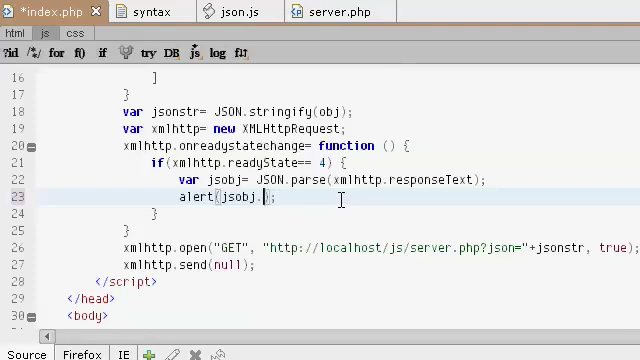 *index.php syntax json.js server.php
html js css
?id /*/ for f() if try DB js log f
16 ]
17 }
18 var jsonstr= JSON.stringify(obj);
19 var xmlhttp= new XMLHttpRequest;
20 xmlhttp.onreadystatechange= function () {
21 if(xmlhttp.readyState== 4) {
22 var jsobj= JSON.parse(xmlhttp.responseText);
23 alert(jsobj.);
24 }
25 }
26 xmlhttp.open("GET", "http://localhost/js/server.php?json="+jsonstr, true);
27 xmlhttp.send(null);
28 </script>
29 </head>
30 <body>
Source Firefox IE